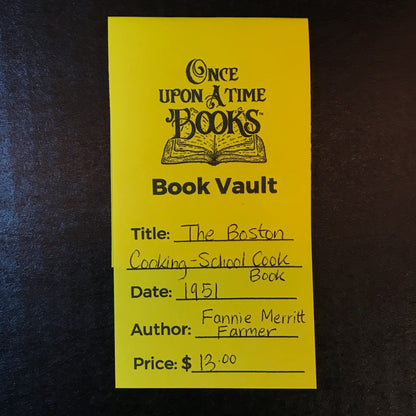 ONCE
UPON A TIME
BOOKS™
Book Vault
Title: The Boston
Cooking-School Cook
Book
Date: 1951
Author: Fannie Merritt
Farmer
Price: $ 13.00